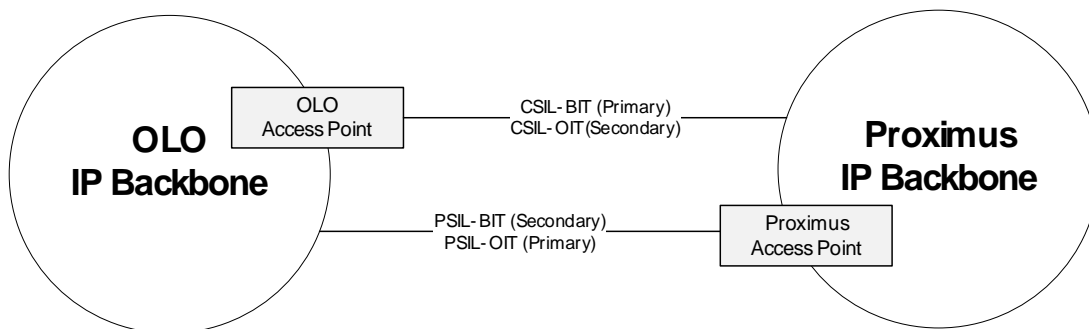 OLO
Access Point
OLO
IP Backbone
CSIL-BIT (Primary)
CSIL-OIT(Secondary)
PSIL-BIT (Secondary)
PSIL-OIT (Primary)
Proximus
IP Backbone
Proximus
Access Point